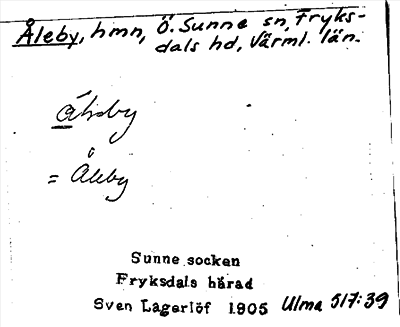 Åleby, hmn, Ö. Sunne sn, Fryks-
dals hd, Värml. län.
= Åleby
Sunne socken
Fryksdals härad
Sven Lagerlöf 1905 Ulma 517:39